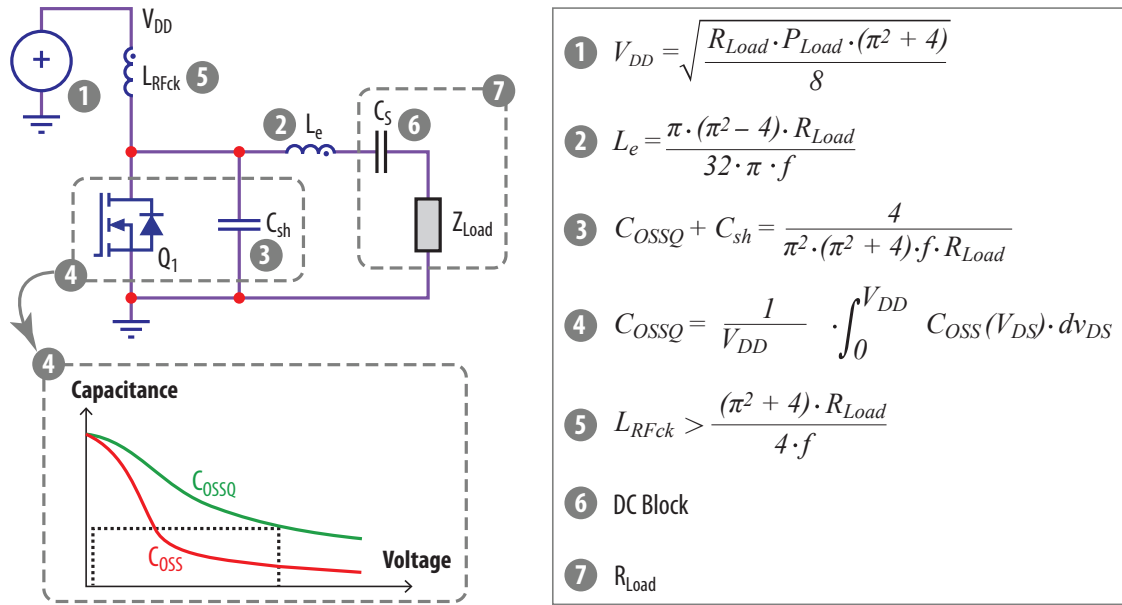 V_DD
+
1
L_RFck 5
2 L_e
C_S 6
7
Q_1
C_sh
3
Z_Load
4
4
Capacitance
C_OSSQ
C_OSS
Voltage
1 V_DD = √(R_Load · P_Load · (π² + 4) / 8)
2 L_e = π · (π² – 4) · R_Load / 32 · π · f
3 C_OSSQ + C_sh = 4 / π² · (π² + 4) · f · R_Load
4 C_OSSQ = 1 / V_DD · ∫_0^V_DD C_OSS (V_DS) · dv_DS
5 L_RFck > (π² + 4) · R_Load / 4 · f
6 DC Block
7 R_Load